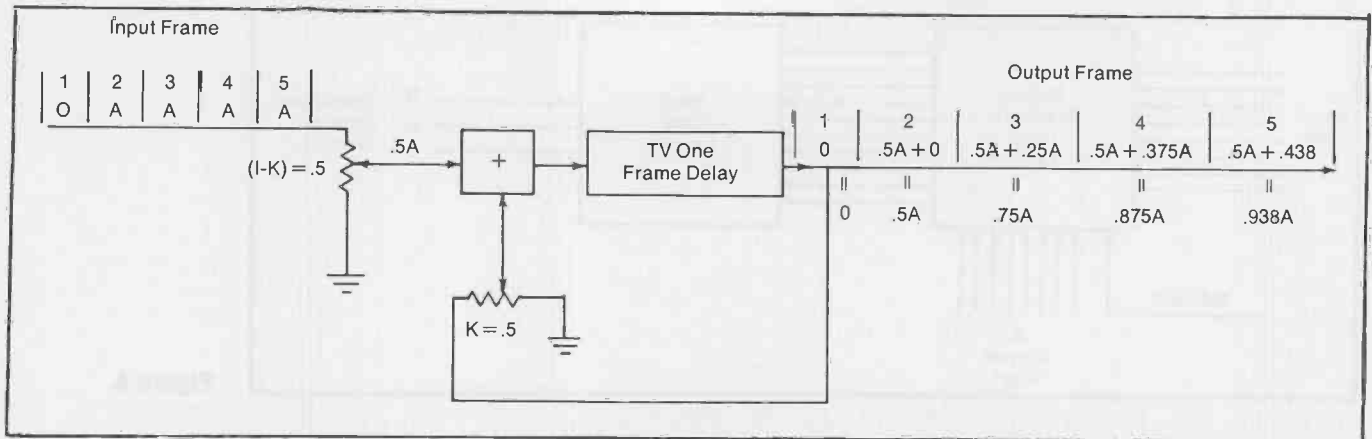 Input Frame
1 2 3 4 5
O A A A A
(I-K) = .5
.5A
+
TV One
Frame Delay
K = .5
Output Frame
1 2 3 4 5
0 .5A + 0 .5A + .25A .5A + .375A .5A + .438
= = = = =
0 .5A .75A .875A .938A